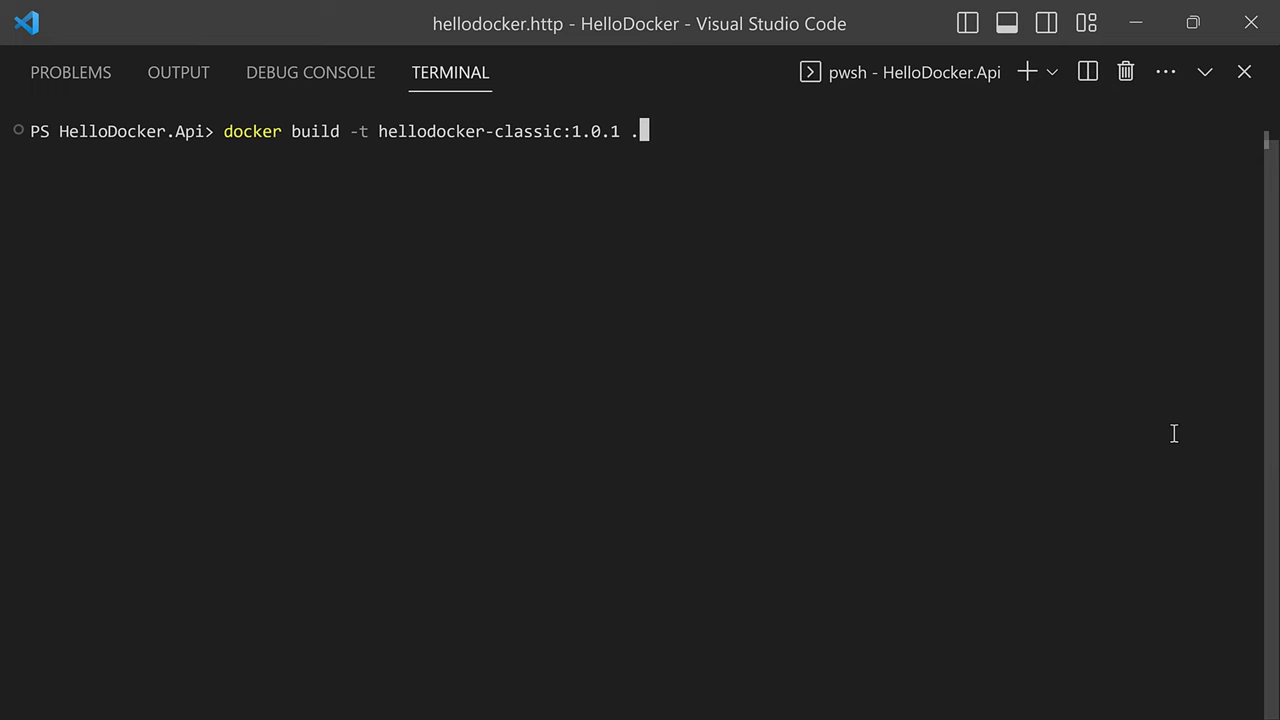 hellodocker.http - HelloDocker - Visual Studio Code
PROBLEMS OUTPUT DEBUG CONSOLE TERMINAL pwsh - HelloDocker.Api
PS HelloDocker.Api> docker build -t hellodocker-classic:1.0.1 .